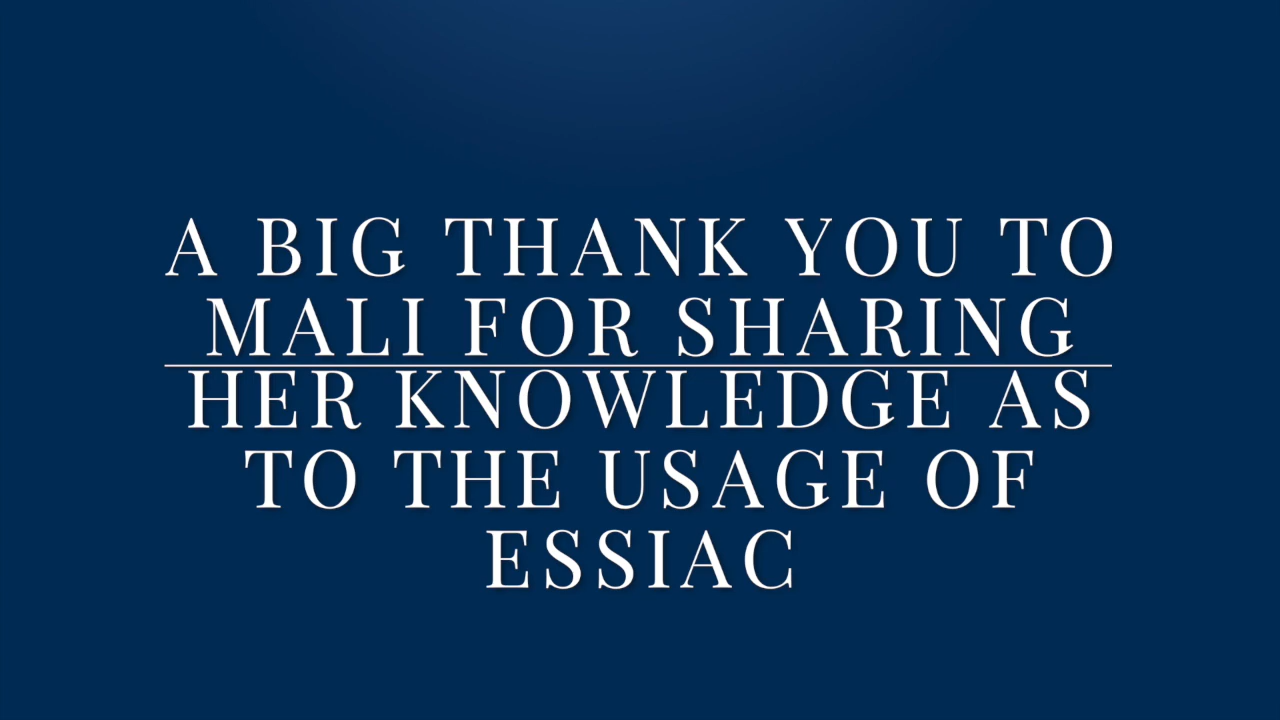 A BIG THANK YOU TO
MALI FOR SHARING
HER KNOWLEDGE AS
TO THE USAGE OF
ESSIAC